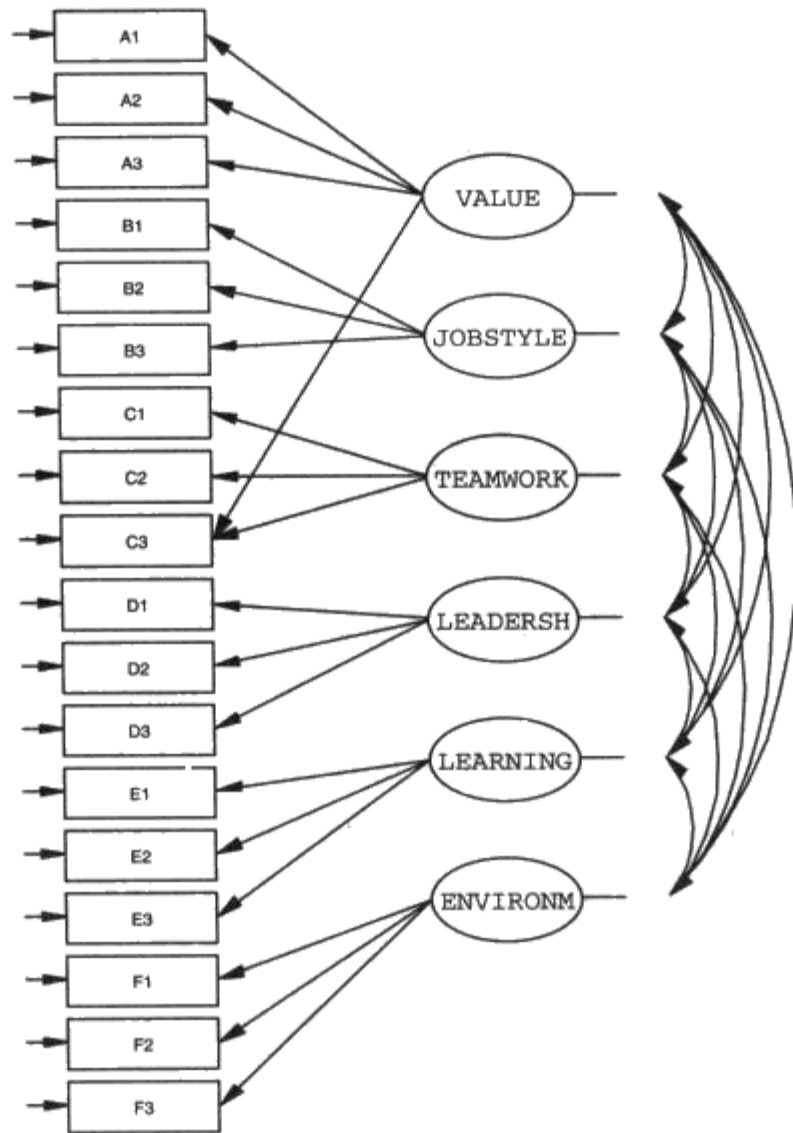 A1
A2
A3
VALUE
B1
B2
JOBSTYLE
B3
C1
C2
TEAMWORK
C3
D1
LEADERSH
D2
D3
LEARNING
E1
E2
E3
ENVIRONM
F1
F2
F3